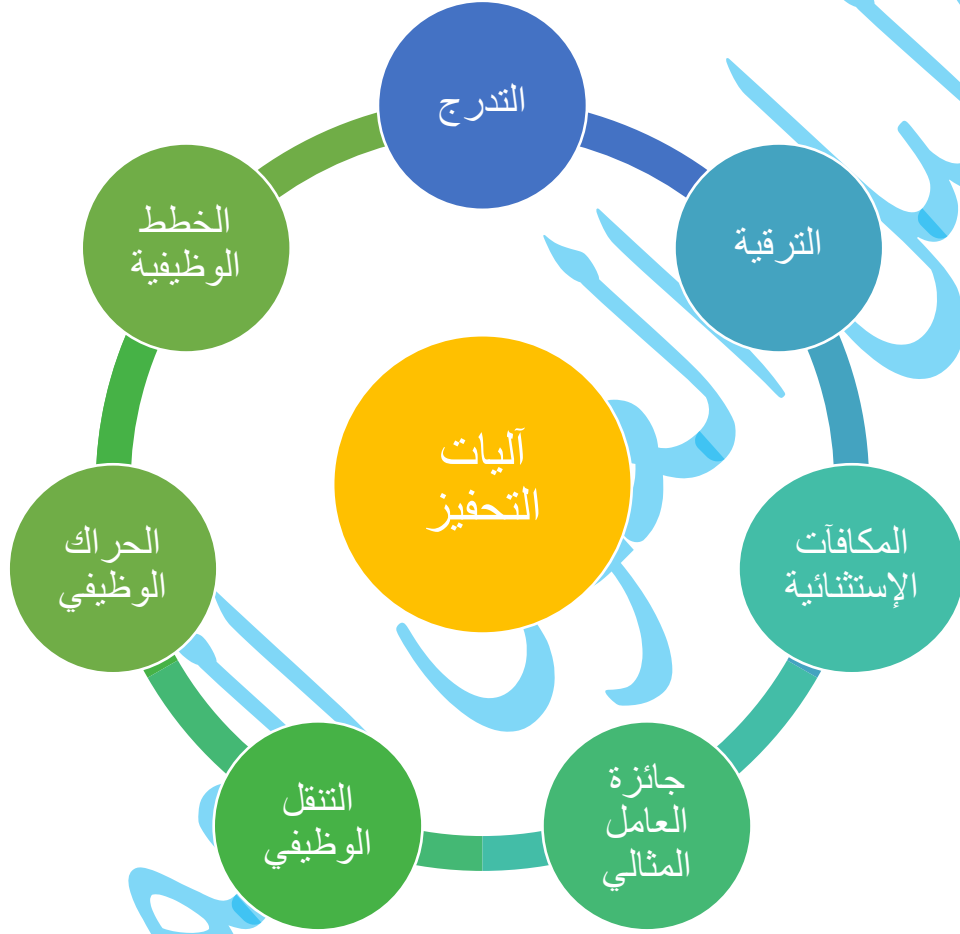 التدرج
الترقية
المكافآت
الإستثنائية
جائزة
العامل
المثالي
التنقل
الوظيفي
الحراك
الوظيفي
الخطط
الوظيفية
آليات
التحفيز